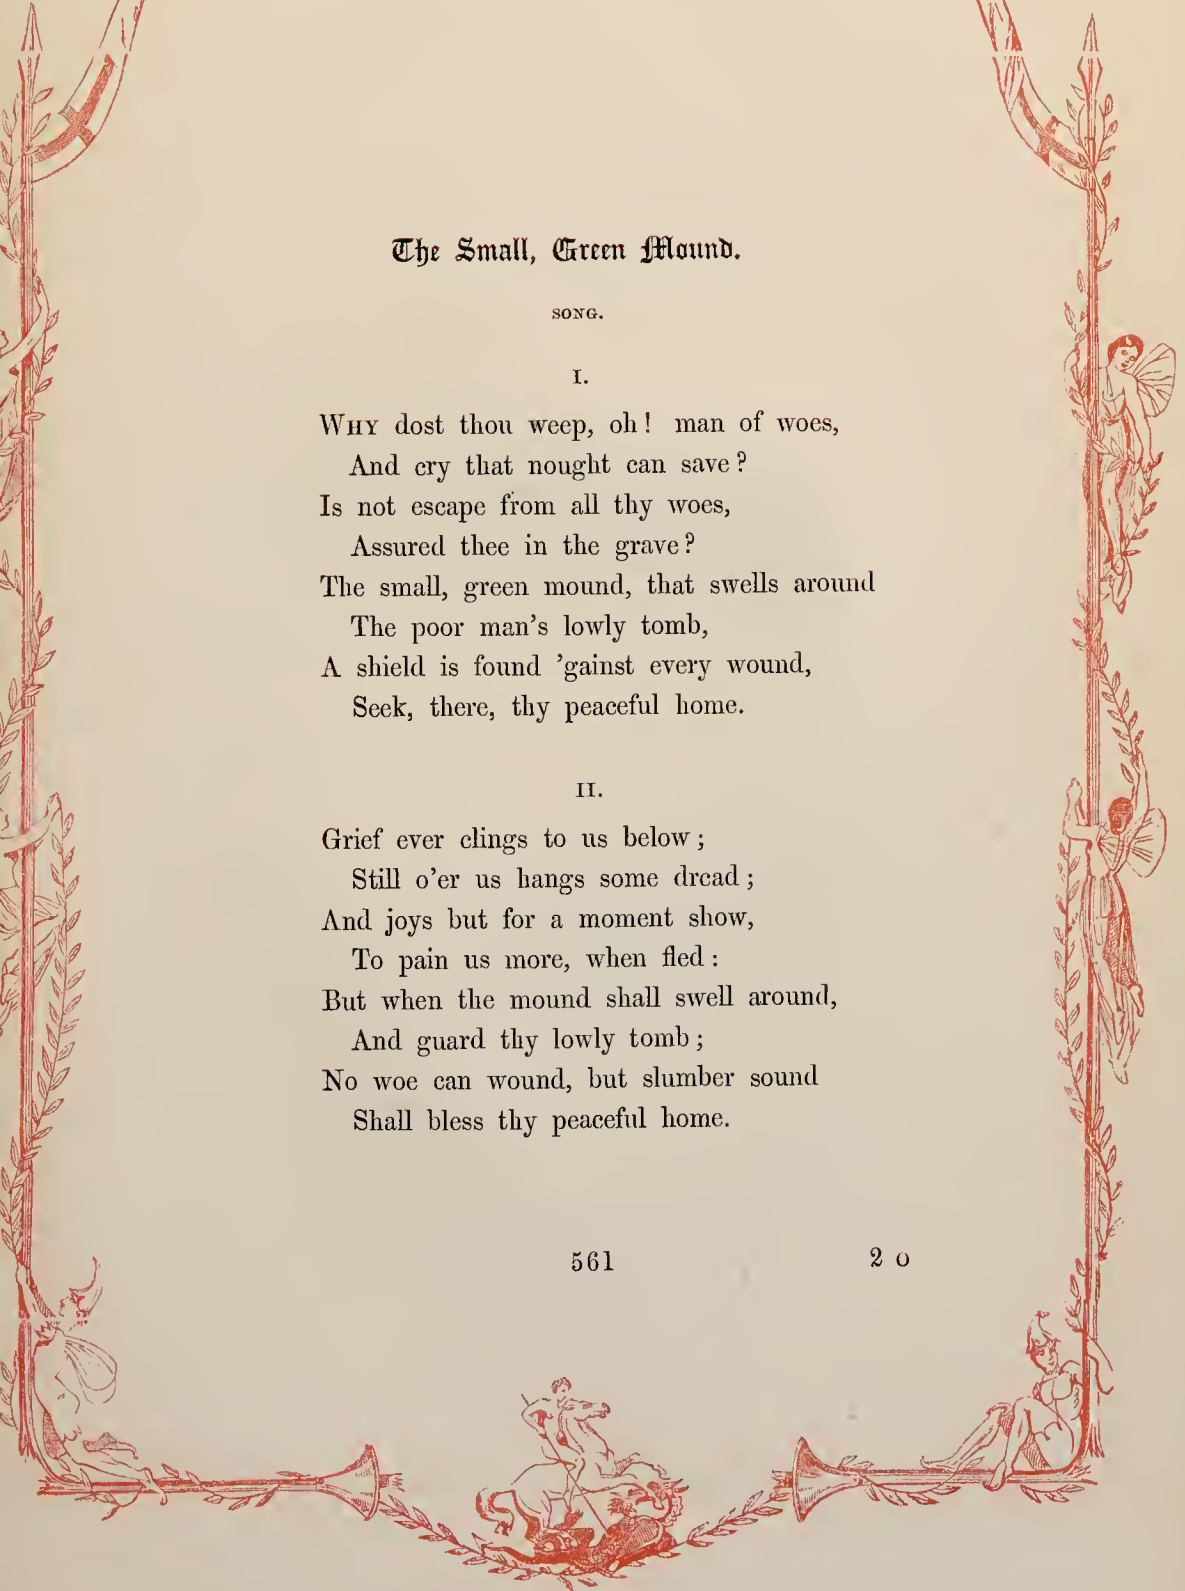 The Small, Green Mound.
SONG.
I.
WHY dost thou weep, oh! man of woes,
And cry that nought can save?
Is not escape from all thy woes,
Assured thee in the grave?
The small, green mound, that swells around
The poor man's lowly tomb,
A shield is found 'gainst every wound,
Seek, there, thy peaceful home.
II.
Grief ever clings to us below;
Still o'er us hangs some dread;
And joys but for a moment show,
To pain us more, when fled:
But when the mound shall swell around,
And guard thy lowly tomb;
No woe can wound, but slumber sound
Shall bless thy peaceful home.
561 2 O